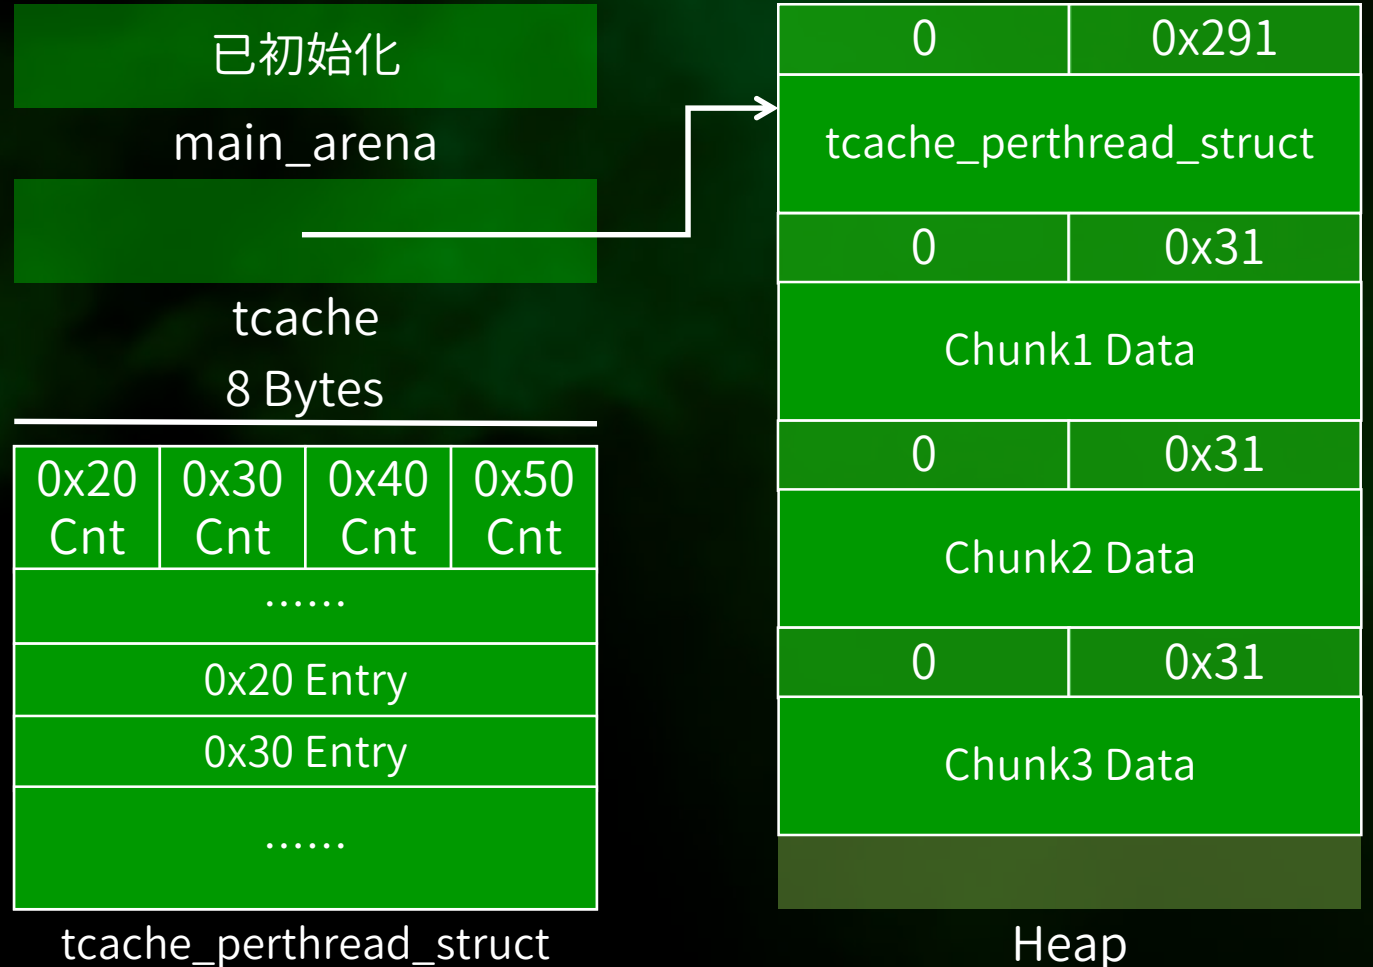 已初始化
main_arena
tcache
8 Bytes
0x20 Cnt
0x30 Cnt
0x40 Cnt
0x50 Cnt
......
0x20 Entry
0x30 Entry
......
tcache_perthread_struct
0 0x291
tcache_perthread_struct
0 0x31
Chunk1 Data
0 0x31
Chunk2 Data
0 0x31
Chunk3 Data
Heap